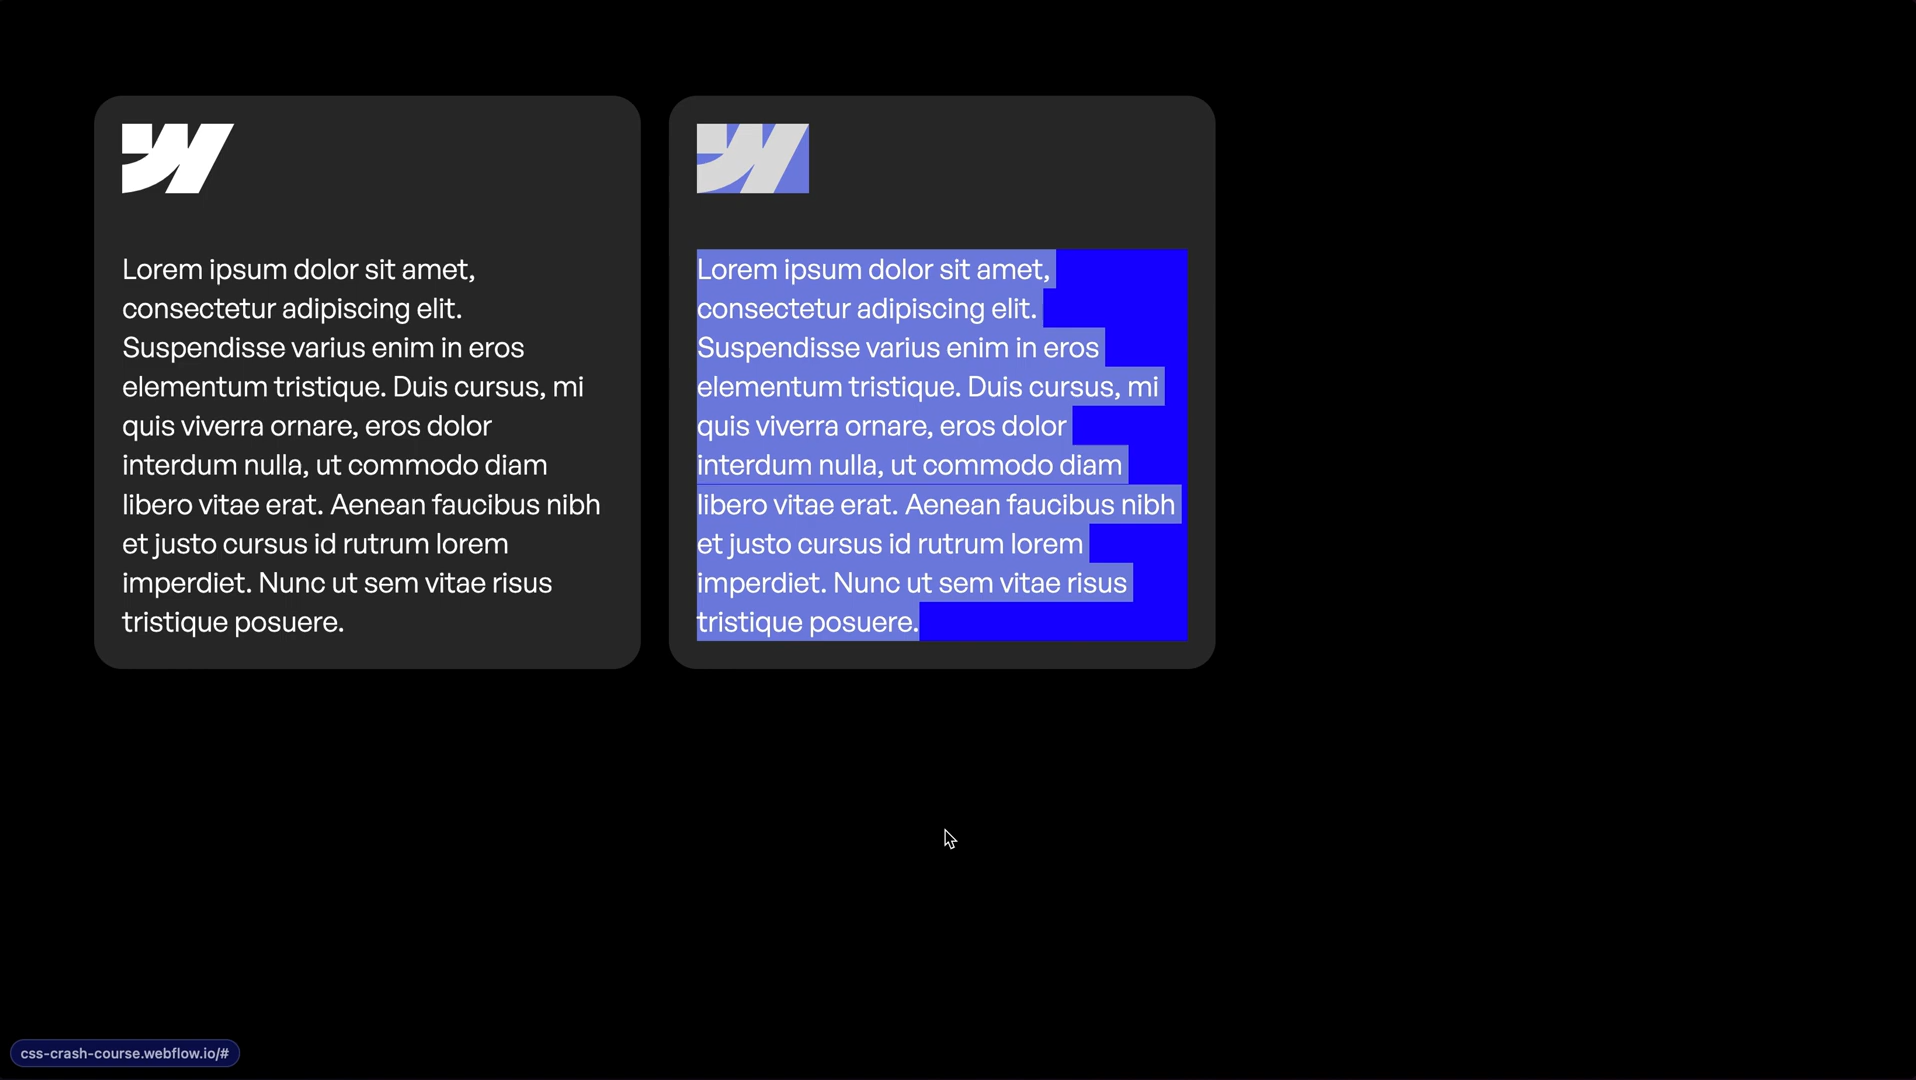 Lorem ipsum dolor sit amet,
consectetur adipiscing elit.
Suspendisse varius enim in eros
elementum tristique. Duis cursus, mi
quis viverra ornare, eros dolor
interdum nulla, ut commodo diam
libero vitae erat. Aenean faucibus nibh
et justo cursus id rutrum lorem
imperdiet. Nunc ut sem vitae risus
tristique posuere.
Lorem ipsum dolor sit amet,
consectetur adipiscing elit.
Suspendisse varius enim in eros
elementum tristique. Duis cursus, mi
quis viverra ornare, eros dolor
interdum nulla, ut commodo diam
libero vitae erat. Aenean faucibus nibh
et justo cursus id rutrum lorem
imperdiet. Nunc ut sem vitae risus
tristique posuere.
css-crash-course.webflow.io/#